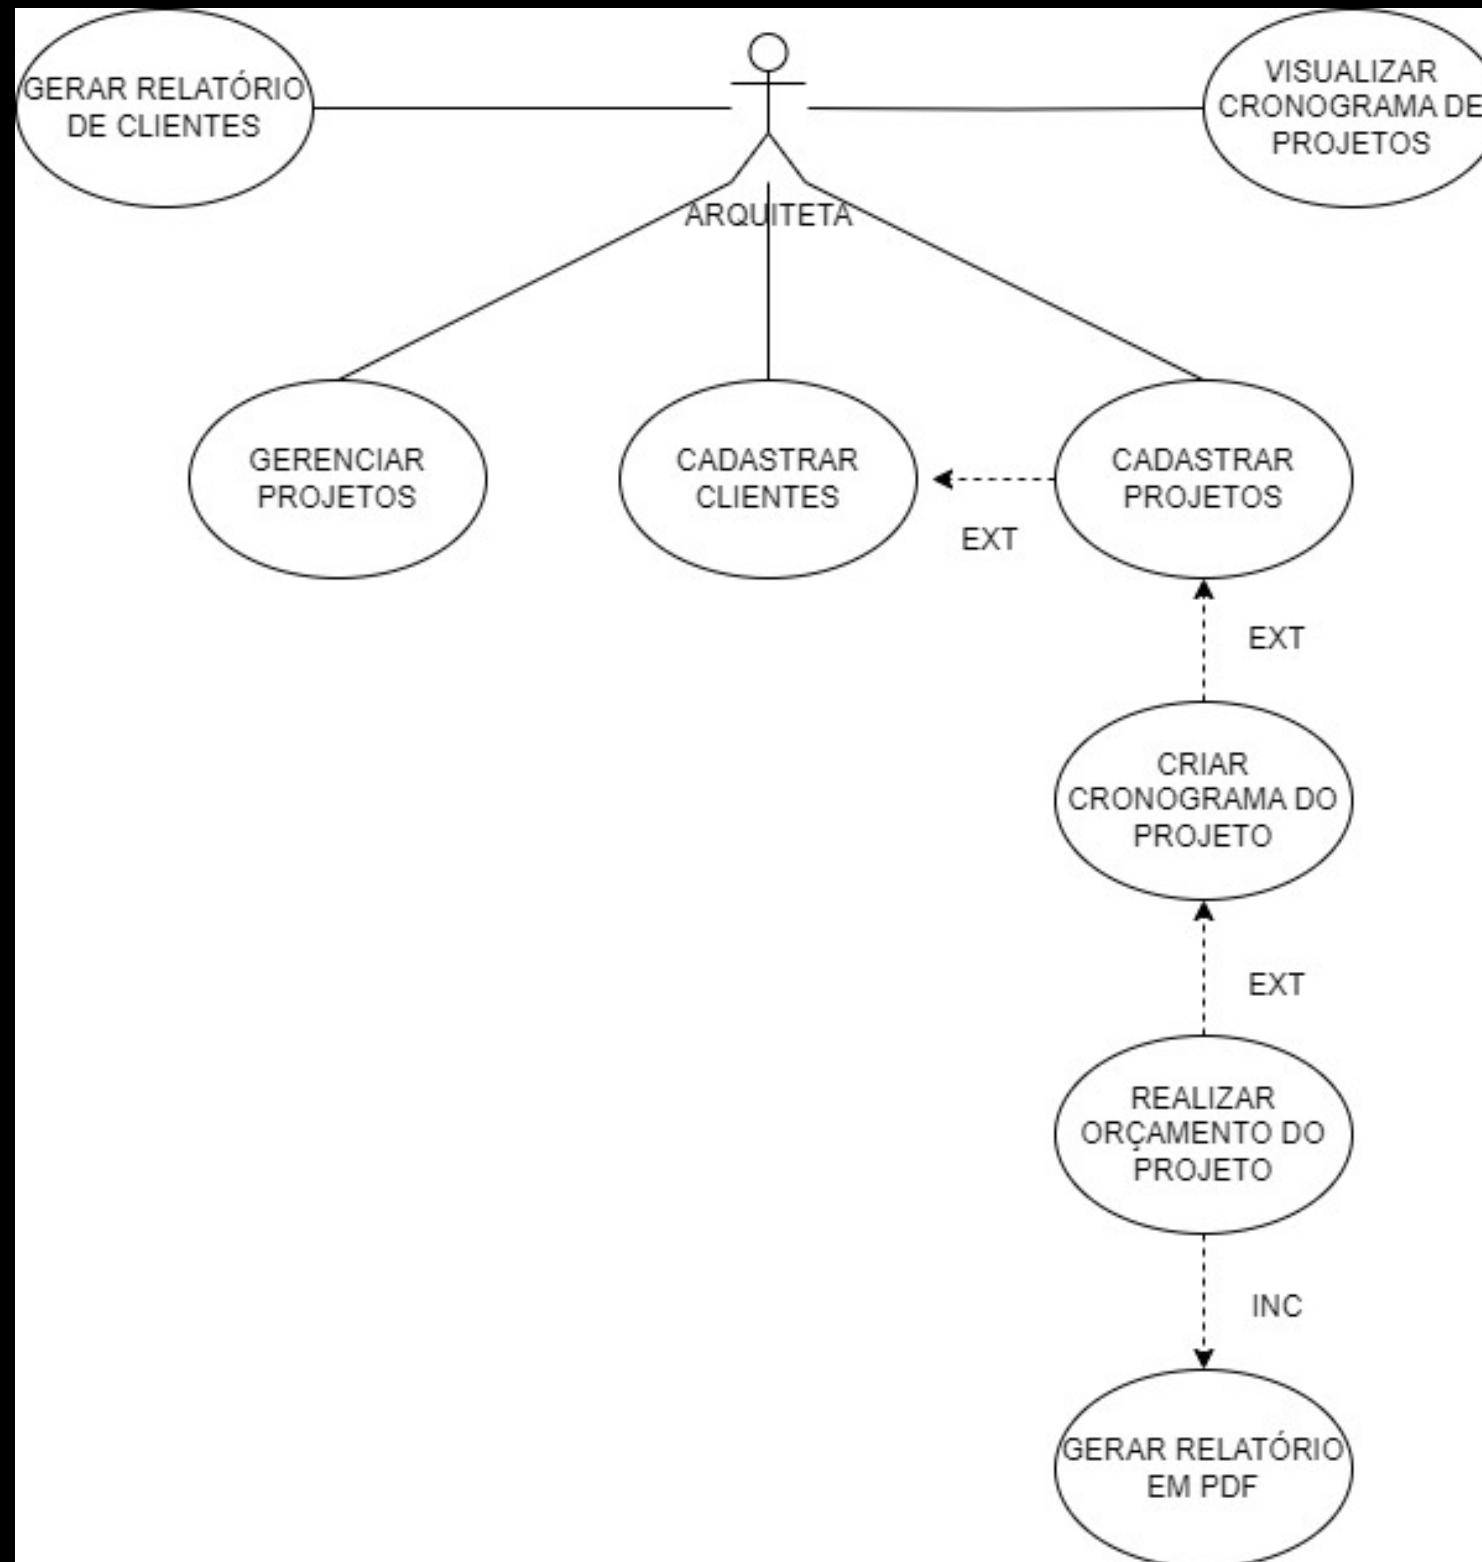 GERAR RELATÓRIO
DE CLIENTES
VISUALIZAR
CRONOGRAMA DE
PROJETOS
ARQUITETA
GERENCIAR
PROJETOS
CADASTRAR
CLIENTES
CADASTRAR
PROJETOS
EXT
EXT
CRIAR
CRONOGRAMA DO
PROJETO
EXT
REALIZAR
ORÇAMENTO DO
PROJETO
INC
GERAR RELATÓRIO
EM PDF